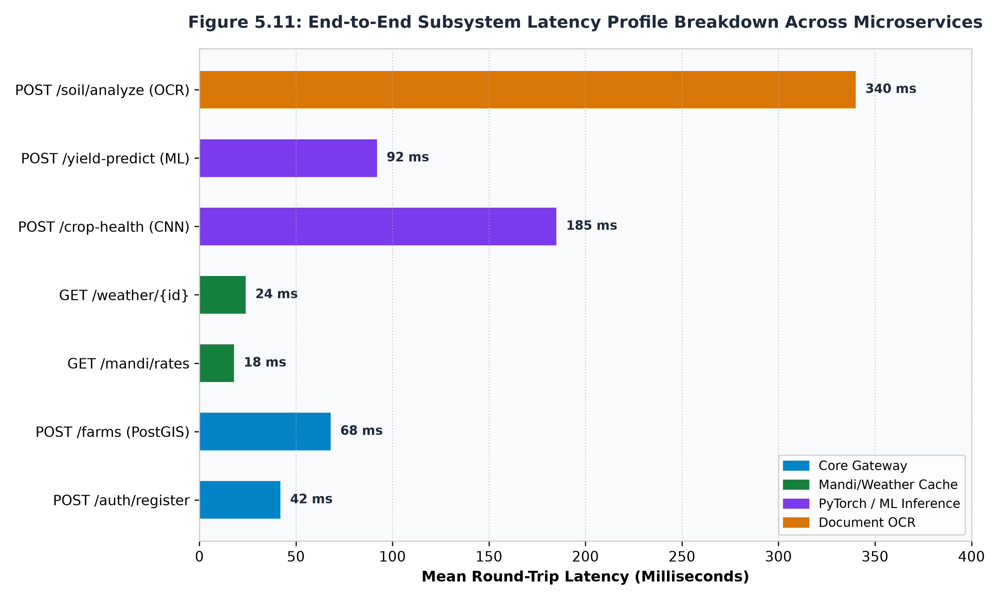 Figure 5.11: End-to-End Subsystem Latency Profile Breakdown Across Microservices
POST /soil/analyze (OCR)
340 ms
POST /yield-predict (ML)
92 ms
POST /crop-health (CNN)
185 ms
GET /weather/{id}
24 ms
GET /mandi/rates
18 ms
POST /farms (PostGIS)
68 ms
POST /auth/register
42 ms
Core Gateway
Mandi/Weather Cache
PyTorch / ML Inference
Document OCR
0 50 100 150 200 250 300 350 400
Mean Round-Trip Latency (Milliseconds)